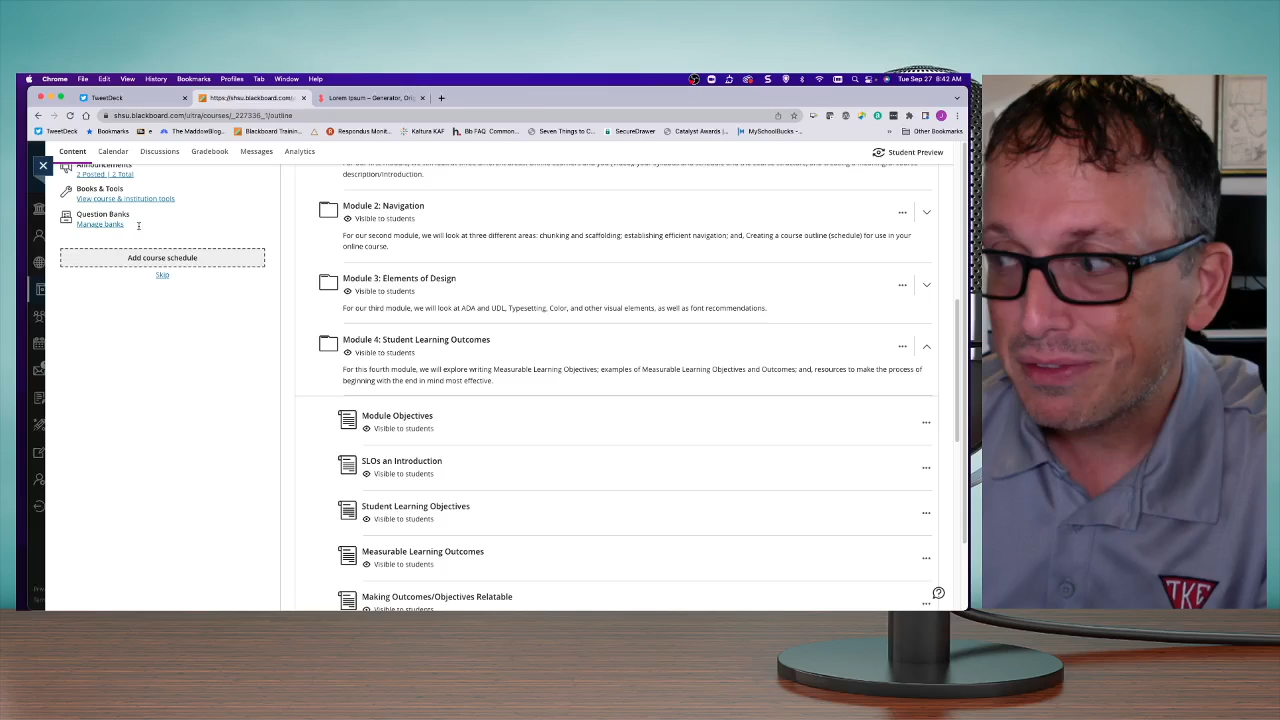 Chrome File Edit View History Bookmarks Profiles Tab Window Help
Tue Sep 27 8:42 AM
TweetDeck
https://shsu.blackboard.com/
Lorem Ipsum – Generator, Ori
shsu.blackboard.com/ultra/courses/_227336_1/outline
TweetDeck Bookmarks e The MaddowBlog... Blackboard Trainin... Respondus Monit... Kaltura KAF Bb FAQ Common... Seven Things to C... SecureDrawer Catalyst Awards |... MySchoolBucks -... » Other Bookmarks
Content Calendar Discussions Gradebook Messages Analytics
Student Preview
Announcements
2 Posted | 2 Total
Books & Tools
View course & institution tools
Question Banks
Manage banks
Add course schedule
Skip
description/introduction.
Module 2: Navigation
Visible to students
For our second module, we will look at three different areas: chunking and scaffolding; establishing efficient navigation; and, Creating a course outline (schedule) for use in your
online course.
Module 3: Elements of Design
Visible to students
For our third module, we will look at ADA and UDL, Typesetting, Color, and other visual elements, as well as font recommendations.
Module 4: Student Learning Outcomes
Visible to students
For this fourth module, we will explore writing Measurable Learning Objectives; examples of Measurable Learning Objectives and Outcomes; and, resources to make the process of
beginning with the end in mind most effective.
Module Objectives
Visible to students
SLOs an Introduction
Visible to students
Student Learning Objectives
Visible to students
Measurable Learning Outcomes
Visible to students
Making Outcomes/Objectives Relatable
Visible to students
TKE